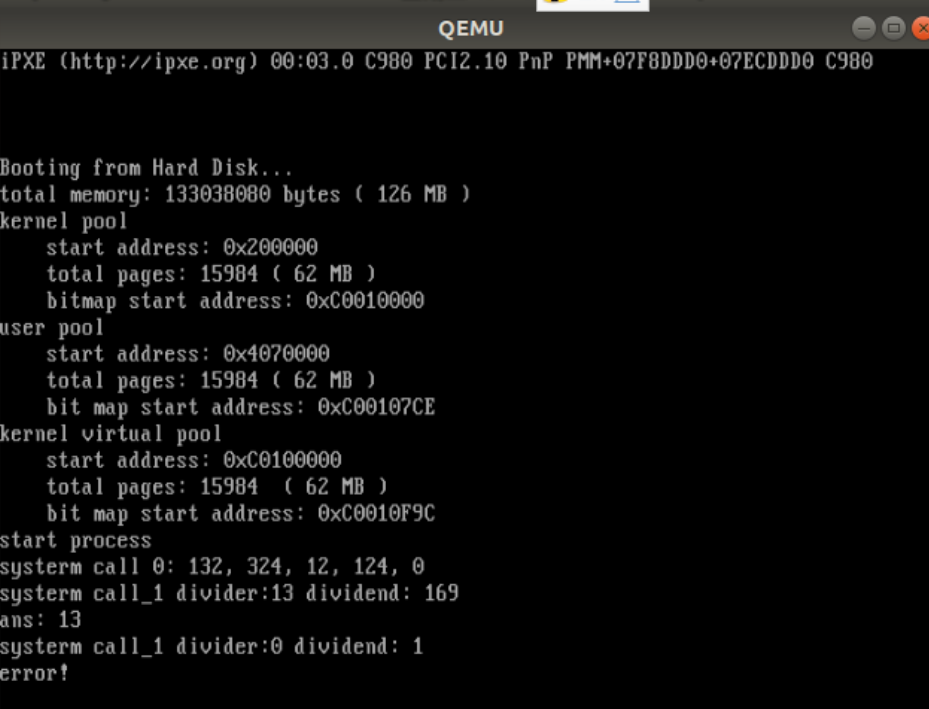 QEMU
iPXE (http://ipxe.org) 00:03.0 C980 PCI2.10 PnP PMM+07F8DDD0+07ECDDD0 C980
Booting from Hard Disk...
total memory: 133038080 bytes ( 126 MB )
kernel pool
    start address: 0x200000
    total pages: 15984 ( 62 MB )
    bitmap start address: 0xC0010000
user pool
    start address: 0x4070000
    total pages: 15984 ( 62 MB )
    bit map start address: 0xC00107CE
kernel virtual pool
    start address: 0xC0100000
    total pages: 15984  ( 62 MB )
    bit map start address: 0xC0010F9C
start process
systerm call 0: 132, 324, 12, 124, 0
systerm call_1 divider:13 dividend: 169
ans: 13
systerm call_1 divider:0 dividend: 1
error!